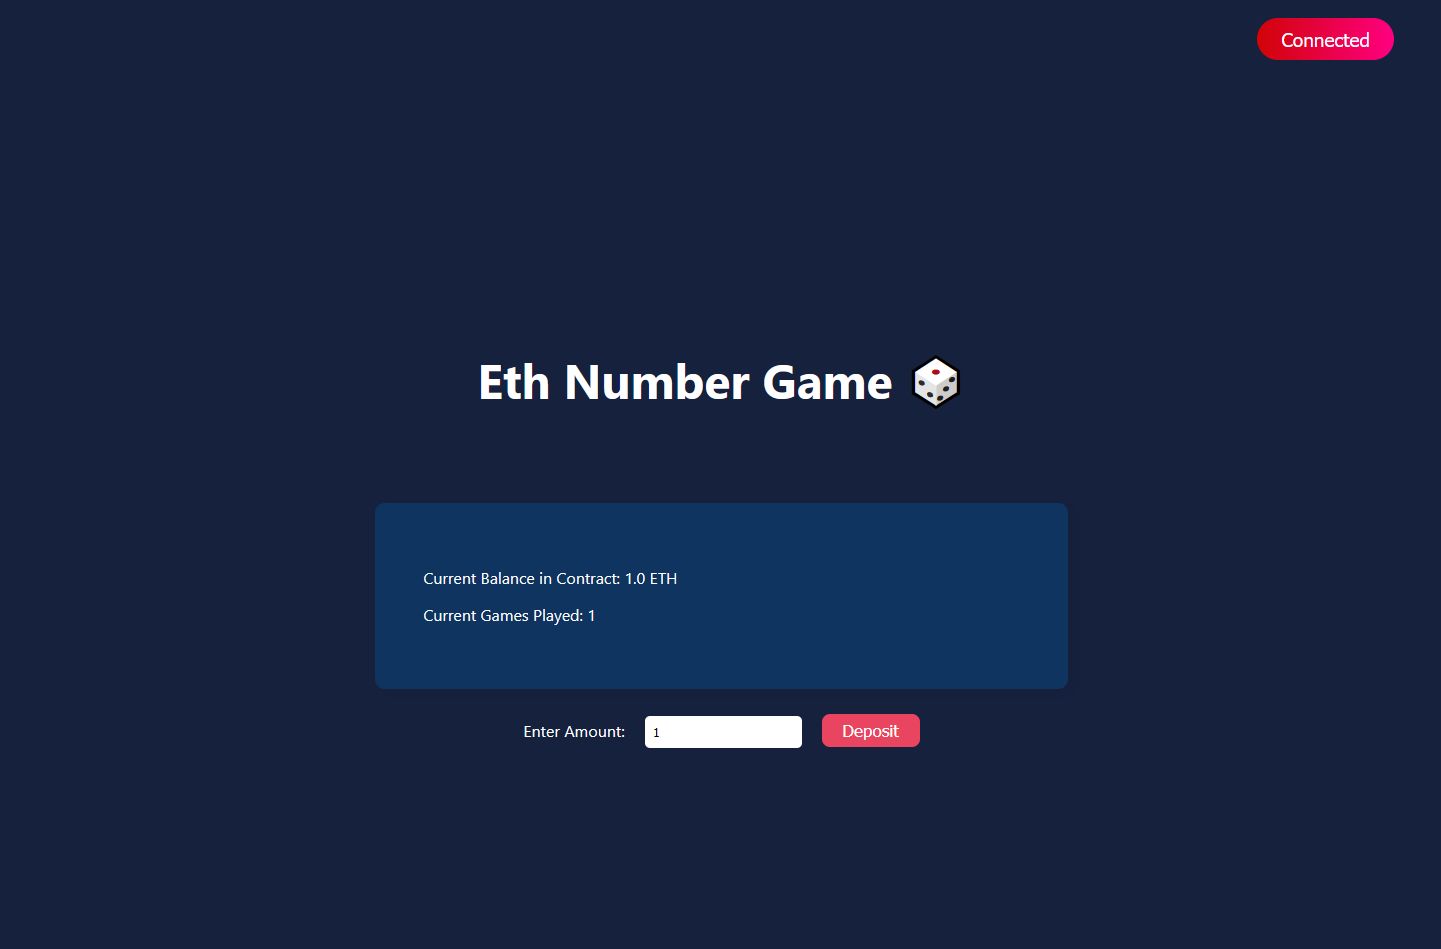 Connected
Eth Number Game
Current Balance in Contract: 1.0 ETH
Current Games Played: 1
Enter Amount: 1 Deposit